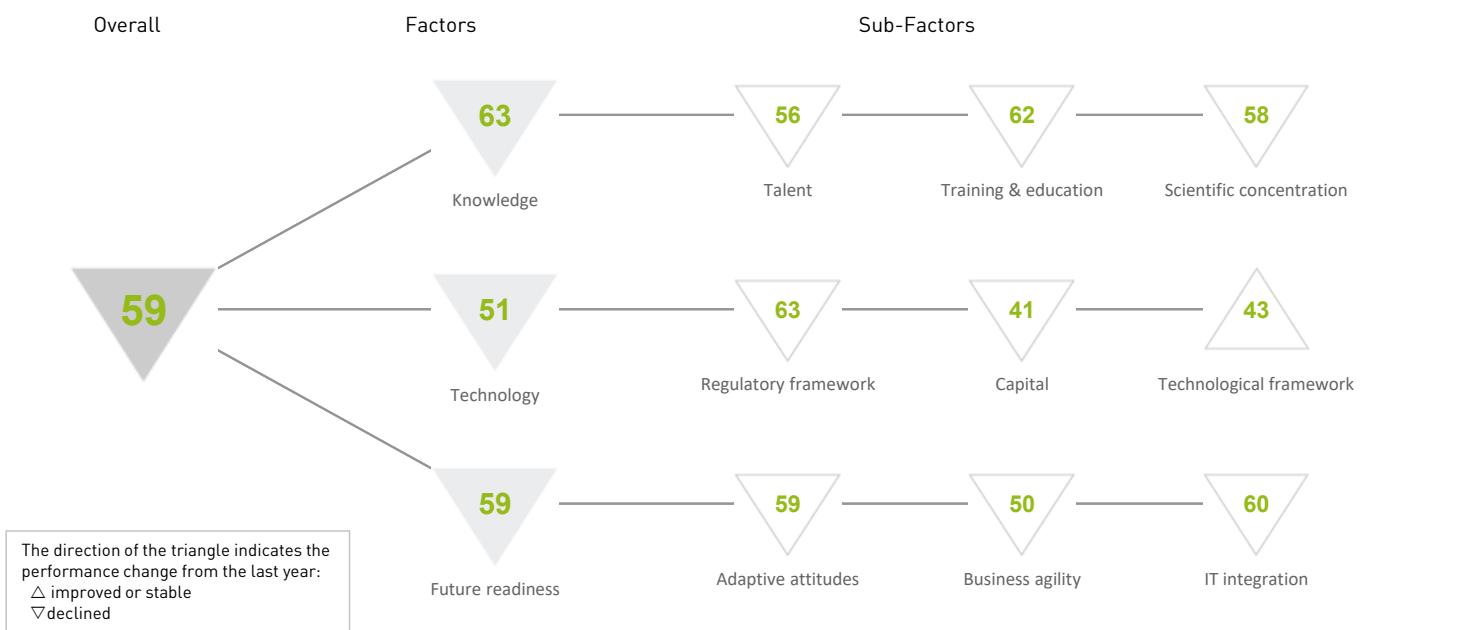 Overall
Factors
Sub-Factors
63
Knowledge
56
Talent
62
Training & education
58
Scientific concentration
59
51
Technology
63
Regulatory framework
41
Capital
43
Technological framework
59
Future readiness
59
Adaptive attitudes
50
Business agility
60
IT integration
The direction of the triangle indicates the
performance change from the last year:
△ improved or stable
▽declined